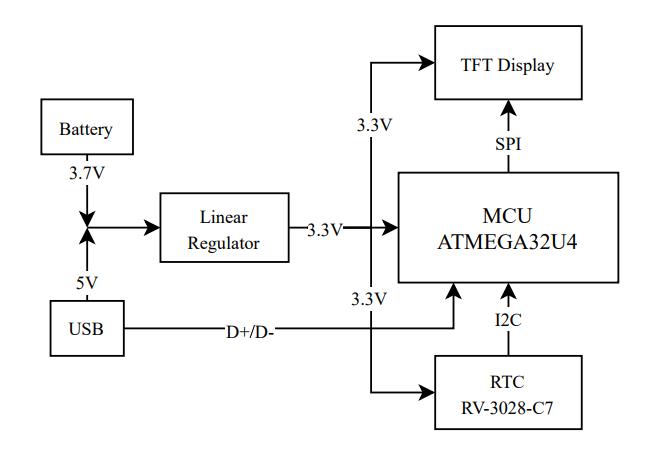 TFT Display
Battery
3.3V
SPI
3.7V
MCU
ATMEGA32U4
Linear
Regulator
3.3V
5V
3.3V
USB
D+/D-
I2C
RTC
RV-3028-C7